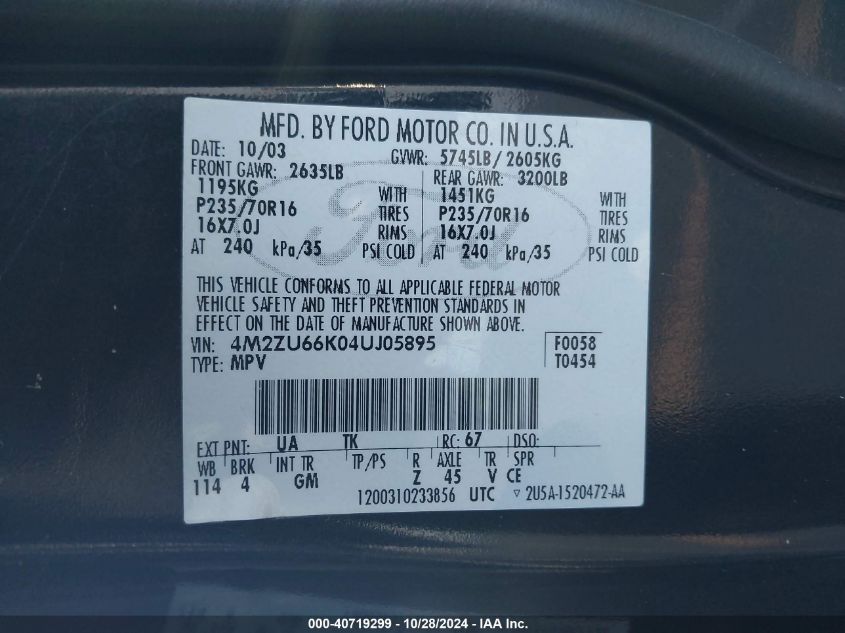 MFD. BY FORD MOTOR CO. IN U.S.A.
DATE: 10/03 GVWR: 5745LB/ 2605KG
FRONT GAWR: 2635LB REAR GAWR: 3200LB
1195KG WITH 1451KG WITH
P235/70R16 TIRES P235/70R16 TIRES
16X7.0J RIMS 16X7.0J RIMS
AT 240 kPa/35 PSI COLD AT 240 kPa/35 PSI COLD
Ford
THIS VEHICLE CONFORMS TO ALL APPLICABLE FEDERAL MOTOR
VEHICLE SAFETY AND THEFT PREVENTION STANDARDS IN
EFFECT ON THE DATE OF MANUFACTURE SHOWN ABOVE.
VIN: 4M2ZU66K04UJ05895 F0058
TYPE: MPV T0454
EXT PNT: UA TK RC: 67 DSO:
WB BRK INT TR TP/PS R AXLE TR SPR
114 4 GM Z 45 V CE
1200310233856 UTC ▽ 2U5A-1520472-AA
000-40719299 - 10/28/2024 - IAA Inc.